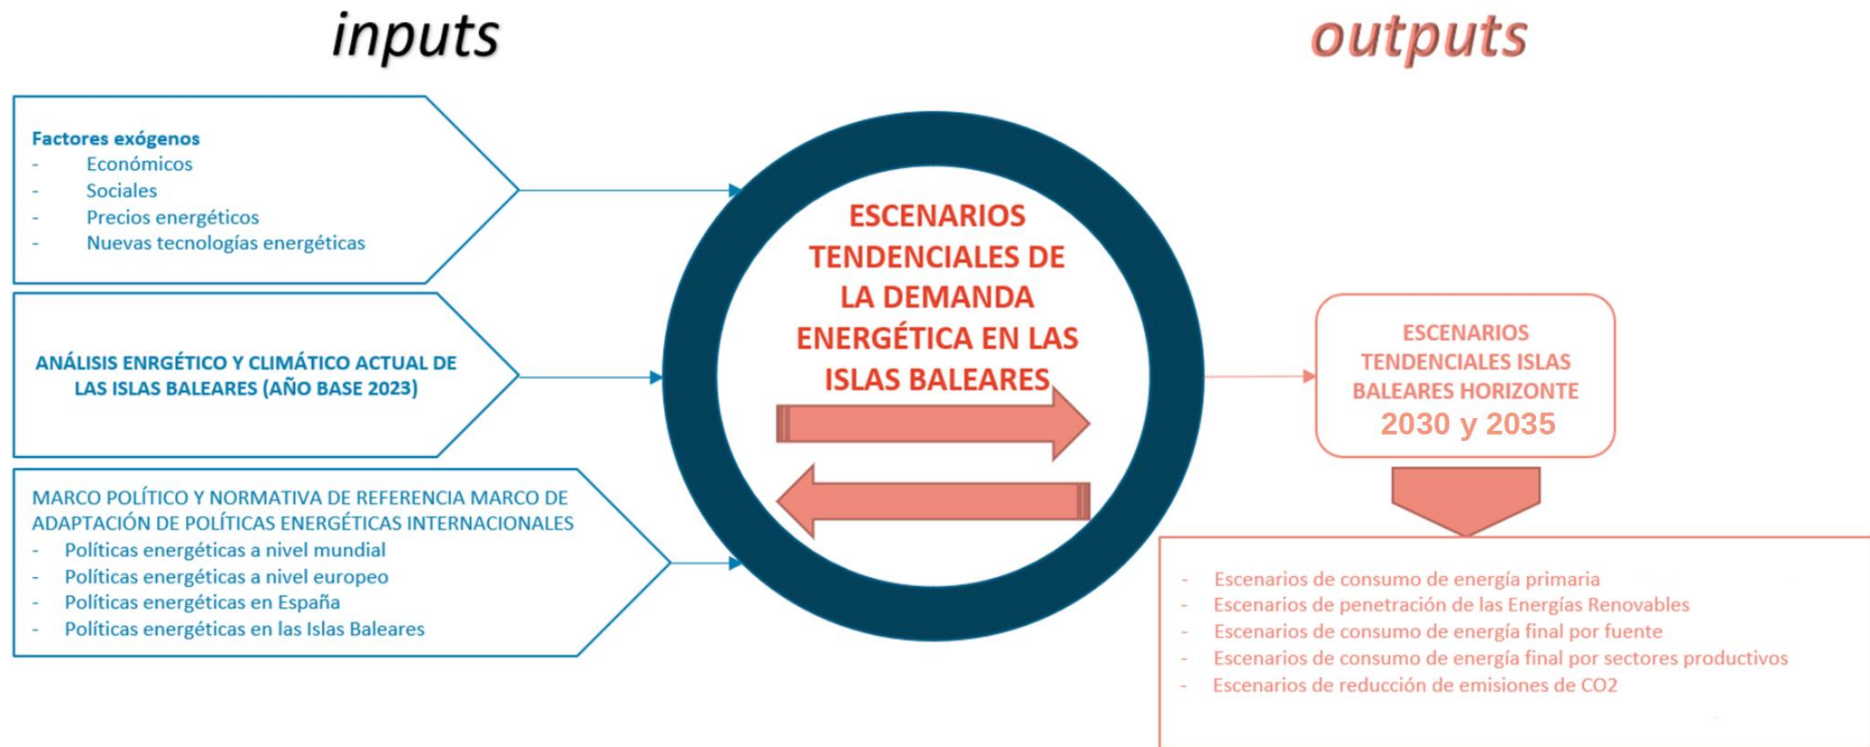 inputs
outputs
Factores exógenos
- Económicos
- Sociales
- Precios energéticos
- Nuevas tecnologías energéticas
ANÁLISIS ENRGÉTICO Y CLIMÁTICO ACTUAL DE
LAS ISLAS BALEARES (AÑO BASE 2023)
MARCO POLÍTICO Y NORMATIVA DE REFERENCIA MARCO DE
ADAPTACIÓN DE POLÍTICAS ENERGÉTICAS INTERNACIONALES
- Políticas energéticas a nivel mundial
- Políticas energéticas a nivel europeo
- Políticas energéticas en España
- Políticas energéticas en las Islas Baleares
ESCENARIOS
TENDENCIALES DE
LA DEMANDA
ENERGÉTICA EN LAS
ISLAS BALEARES
ESCENARIOS
TENDENCIALES ISLAS
BALEARES HORIZONTE
2030 y 2035
- Escenarios de consumo de energía primaria
- Escenarios de penetración de las Energías Renovables
- Escenarios de consumo de energía final por fuente
- Escenarios de consumo de energía final por sectores productivos
- Escenarios de reducción de emisiones de CO2